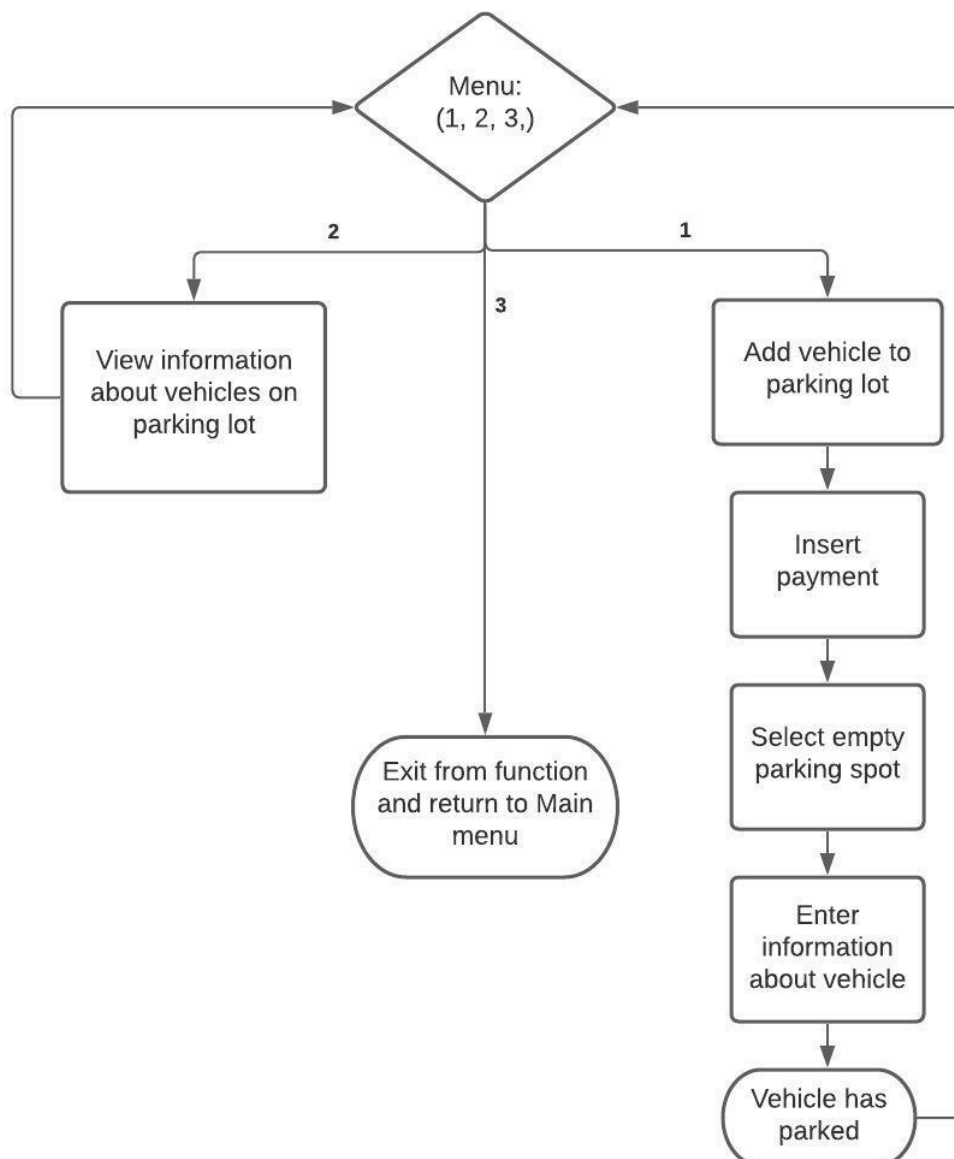 Menu:
(1, 2, 3,)
2
1
3
View information
about vehicles on
parking lot
Add vehicle to
parking lot
Insert
payment
Select empty
parking spot
Exit from function
and return to Main
menu
Enter
information
about vehicle
Vehicle has
parked